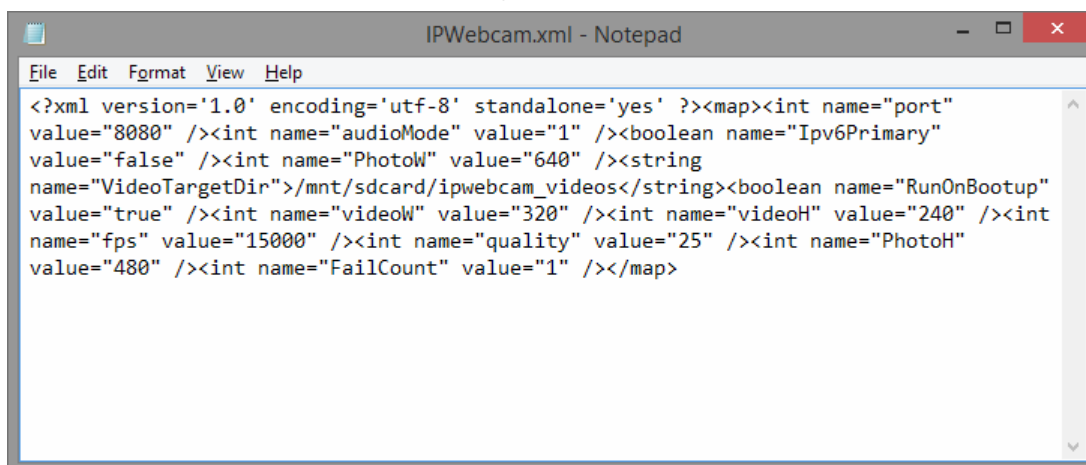 IPWebcam.xml - Notepad
File Edit Format View Help
<?xml version='1.0' encoding='utf-8' standalone='yes' ?><map><int name="port"
value="8080" /><int name="audioMode" value="1" /><boolean name="Ipv6Primary"
value="false" /><int name="PhotoW" value="640" /><string
name="VideoTargetDir">/mnt/sdcard/ipwebcam_videos</string><boolean name="RunOnBootup"
value="true" /><int name="videoW" value="320" /><int name="videoH" value="240" /><int
name="fps" value="15000" /><int name="quality" value="25" /><int name="PhotoH"
value="480" /><int name="FailCount" value="1" /></map>